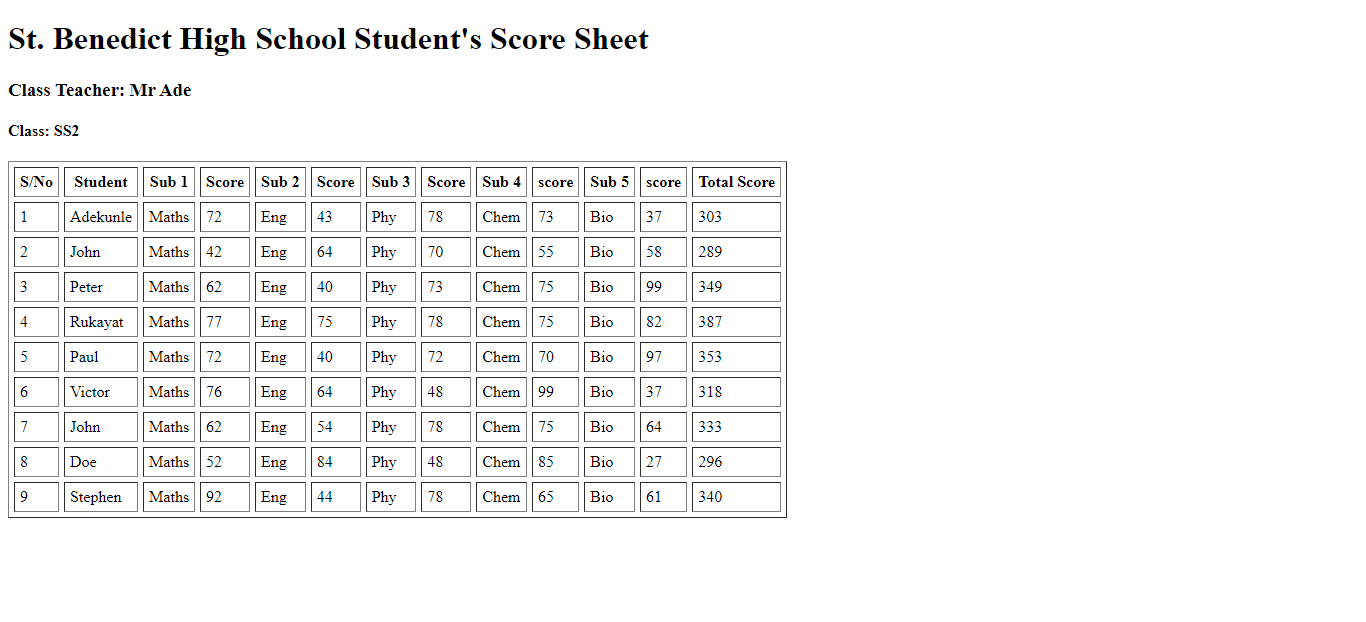 St. Benedict High School Student's Score Sheet
Class Teacher: Mr Ade
Class: SS2
S/No Student Sub 1 Score Sub 2 Score Sub 3 Score Sub 4 score Sub 5 score Total Score
1 Adekunle Maths 72 Eng 43 Phy 78 Chem 73 Bio 37 303
2 John Maths 42 Eng 64 Phy 70 Chem 55 Bio 58 289
3 Peter Maths 62 Eng 40 Phy 73 Chem 75 Bio 99 349
4 Rukayat Maths 77 Eng 75 Phy 78 Chem 75 Bio 82 387
5 Paul Maths 72 Eng 40 Phy 72 Chem 70 Bio 97 353
6 Victor Maths 76 Eng 64 Phy 48 Chem 99 Bio 37 318
7 John Maths 62 Eng 54 Phy 78 Chem 75 Bio 64 333
8 Doe Maths 52 Eng 84 Phy 48 Chem 85 Bio 27 296
9 Stephen Maths 92 Eng 44 Phy 78 Chem 65 Bio 61 340